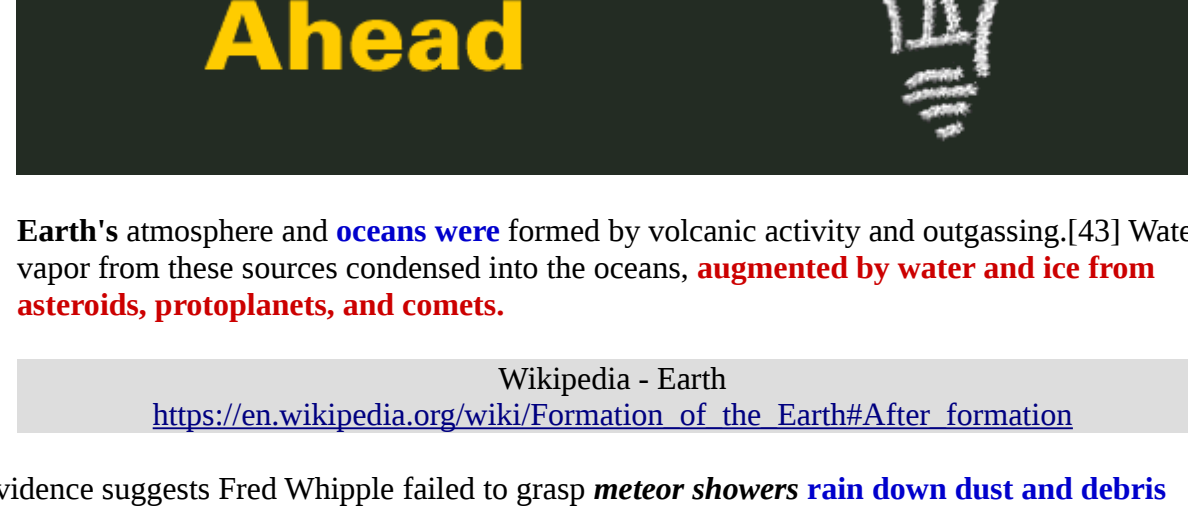 Ahead
Earth's atmosphere and oceans were formed by volcanic activity and outgassing.[43] Wate
vapor from these sources condensed into the oceans, augmented by water and ice from
asteroids, protoplanets, and comets.
Wikipedia - Earth
https://en.wikipedia.org/wiki/Formation_of_the_Earth#After_formation
vidence suggests Fred Whipple failed to grasp meteor showers rain down dust and debris